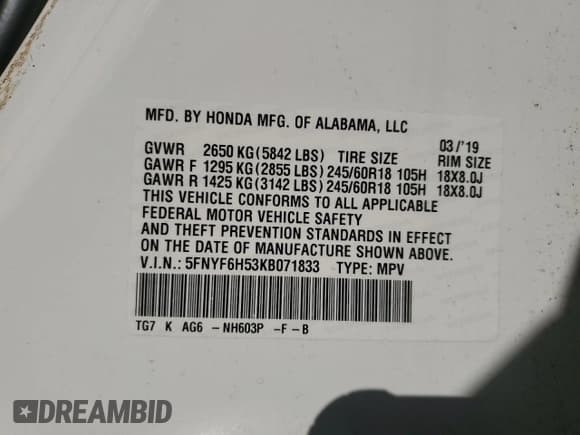 MFD. BY HONDA MFG. OF ALABAMA, LLC
03/'19
GVWR 2650 KG(5842 LBS) TIRE SIZE RIM SIZE
GAWR F 1295 KG(2855 LBS)245/60R18 105H 18X8.0J
GAWR R 1425 KG(3142 LBS)245/60R18 105H 18X8.0J
THIS VEHICLE CONFORMS TO ALL APPLICABLE
FEDERAL MOTOR VEHICLE SAFETY
AND THEFT PREVENTION STANDARDS IN EFFECT
ON THE DATE OF MANUFACTURE SHOWN ABOVE.
V.I.N.: 5FNYF6H53KB071833 TYPE: MPV
TG7 K AG6 -NH603P -F-B
DREAMBID